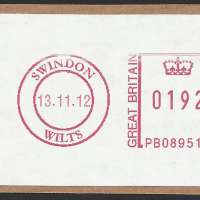 SWINDON
13.11.12
WILTS
GREAT BRITAIN
0192
PB08951